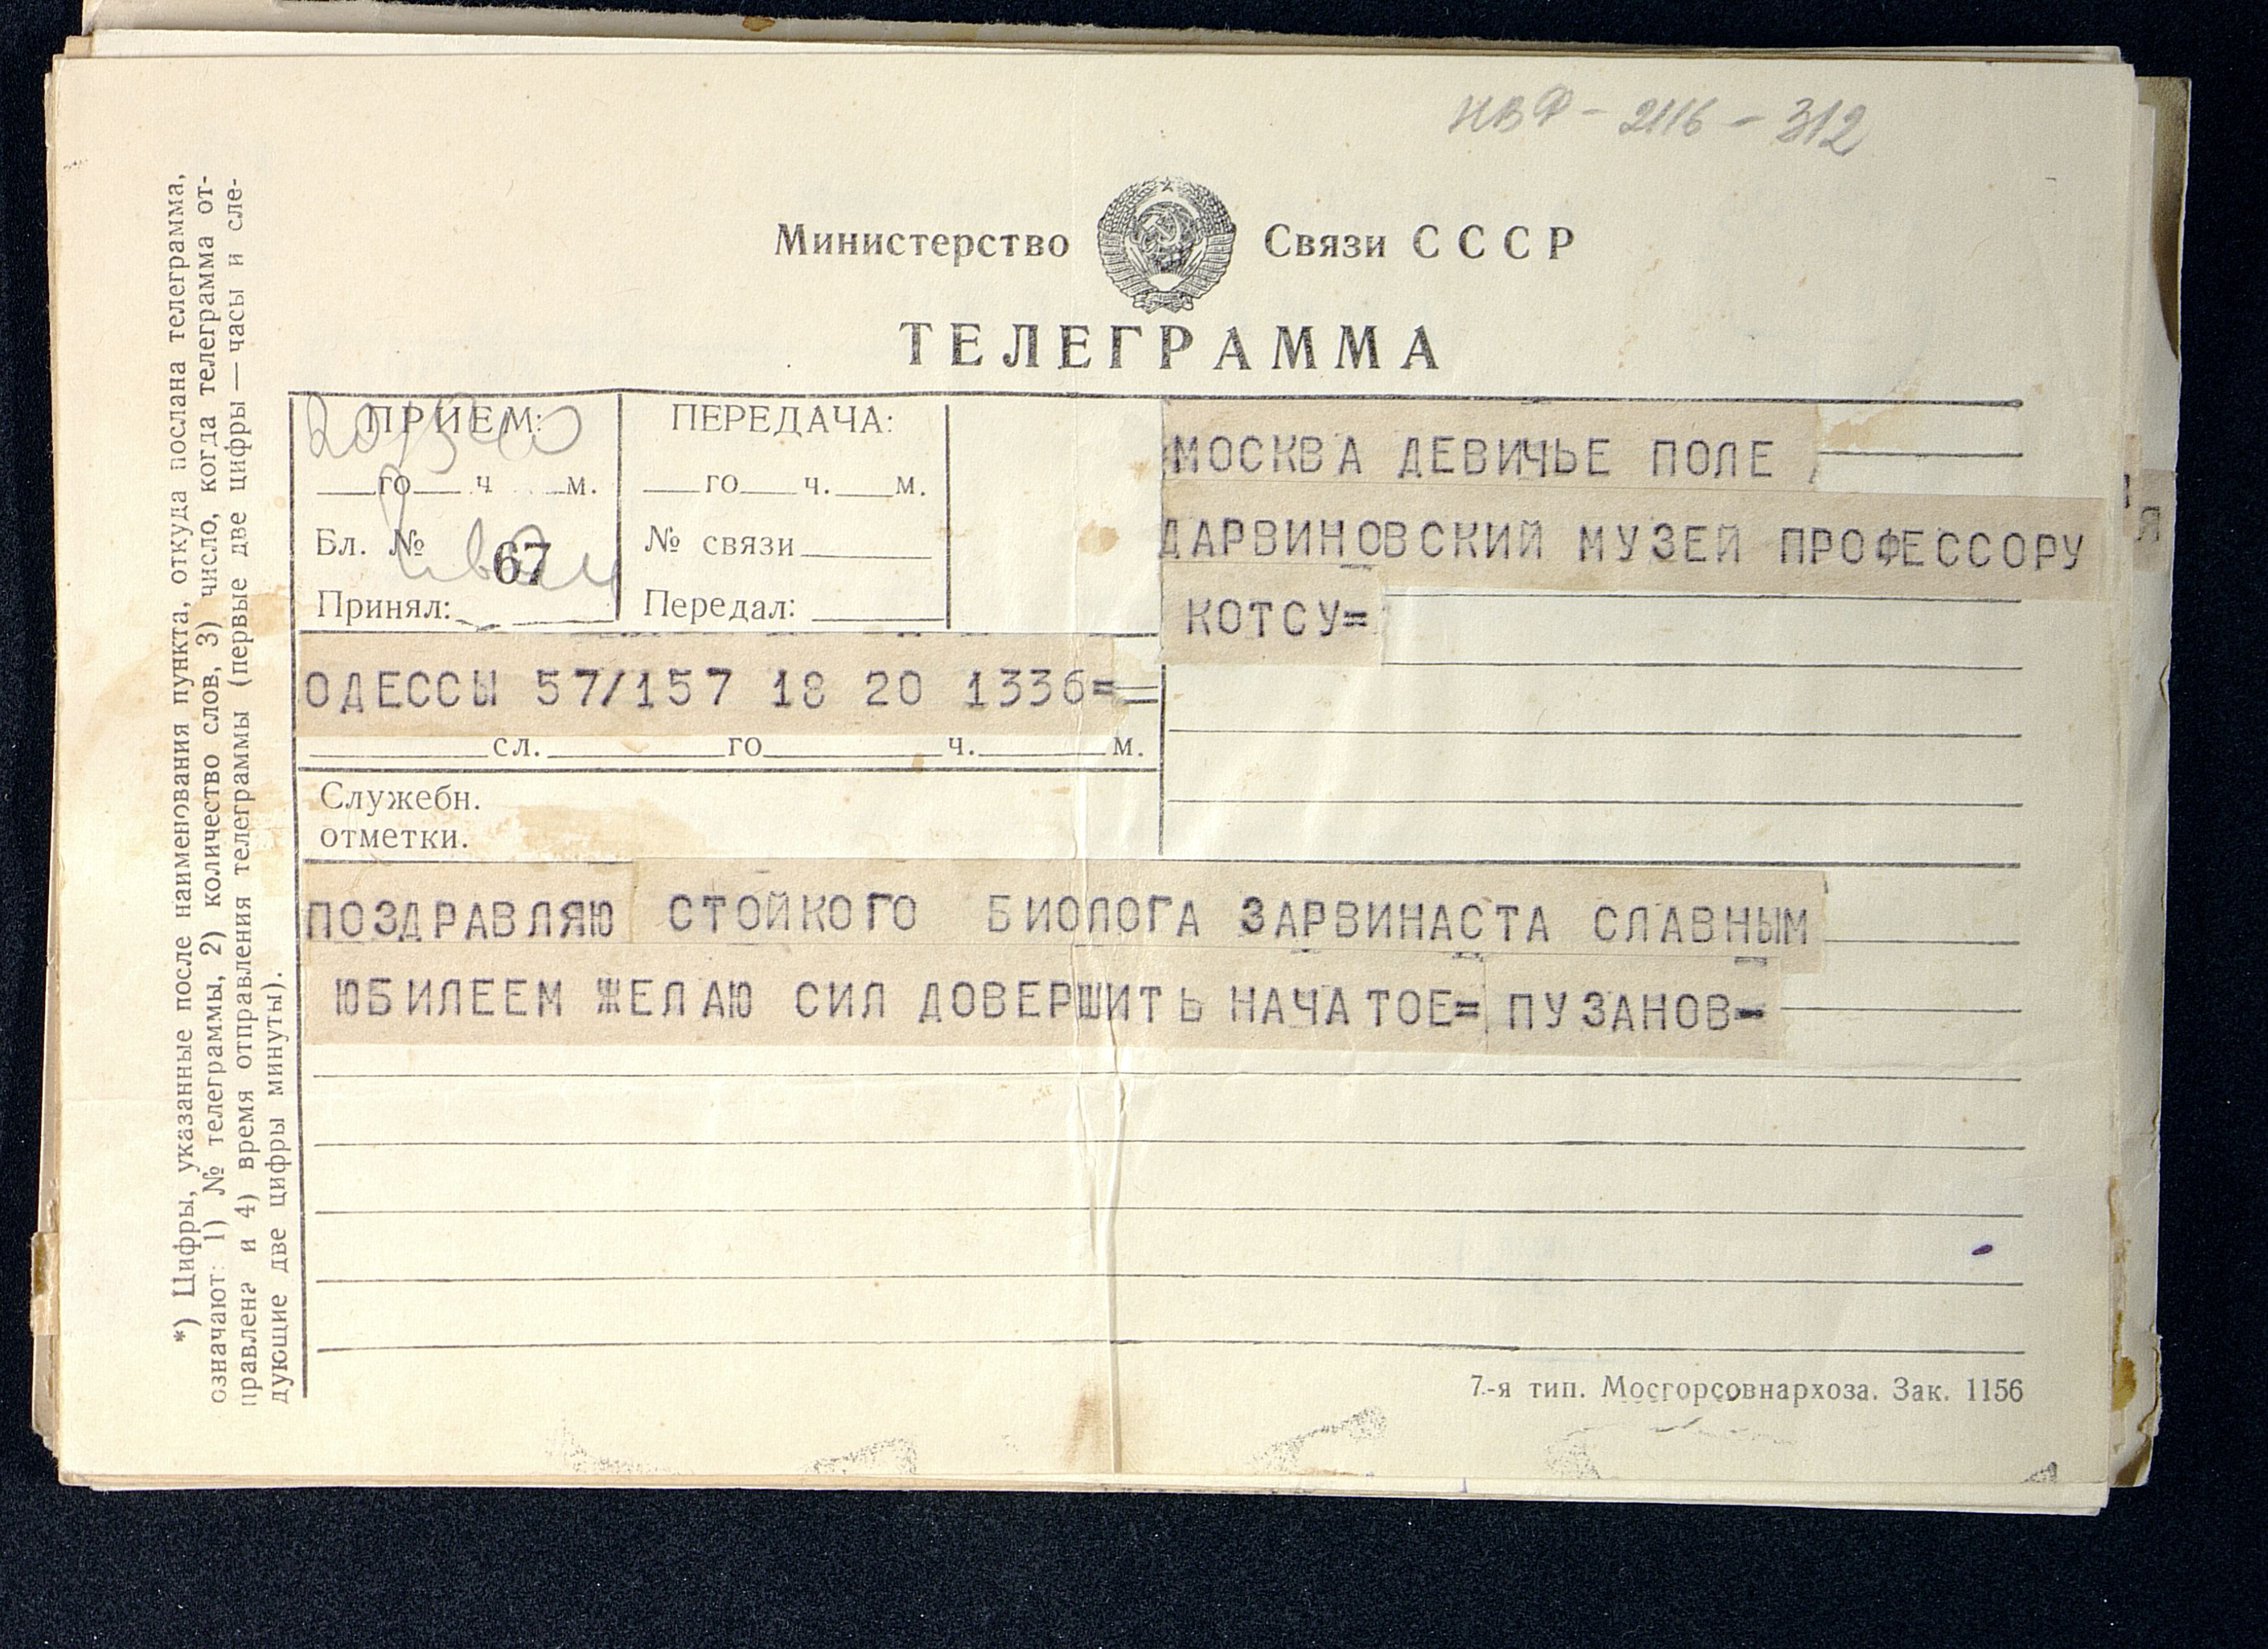 НВФ - 2116 - 312
Министерство Связи СССР
ТЕЛЕГРАММА
ПРИЕМ:
го ч м.
Бл. № 67
Принял:
ПЕРЕДАЧА:
го ч. м.
№ связи
Передал:
МОСКВА ДЕВИЧЬЕ ПОЛЕ
ДАРВИНОВСКИЙ МУЗЕЙ ПРОФЕССОРУ
КОТСУ=
ОДЕССЫ 57/157 18 20 1336=
сл. го ч. м.
Служебн.
отметки.
ПОЗДРАВЛЯЮ СТОЙКОГО БИОЛОГА ЗАРВИНАСТА СЛАВНЫМ
ЮБИЛЕЕМ ЖЕЛАЮ СИЛ ДОВЕРШИТЬ НАЧАТОЕ= ПУЗАНОВ-
7-я тип. Мосгорсовнархоза. Зак. 1156
*) Цифры, указанные после наименования пункта, откуда послана телеграмма,
означают: 1) № телеграммы, 2) количество слов, 3) число, когда телеграмма от-
правлена и 4) время отправления телеграммы (первые две цифры — часы и сле-
дующие две цифры минуты).